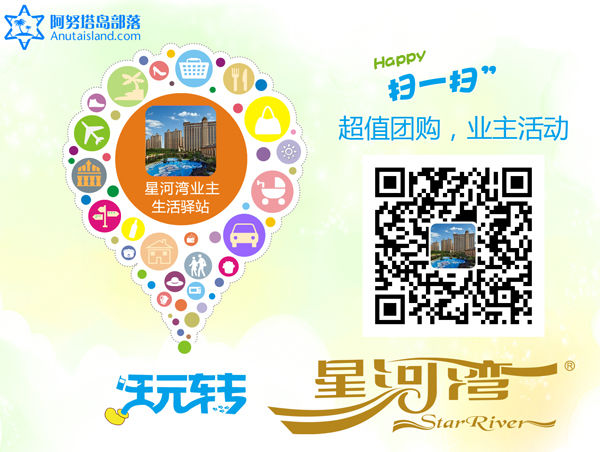 阿努塔岛部落
Anutaisland.com
Happy
扫一扫”
超值团购，业主活动
星河湾业主
生活驿站
玩转
星河湾®
StarRiver